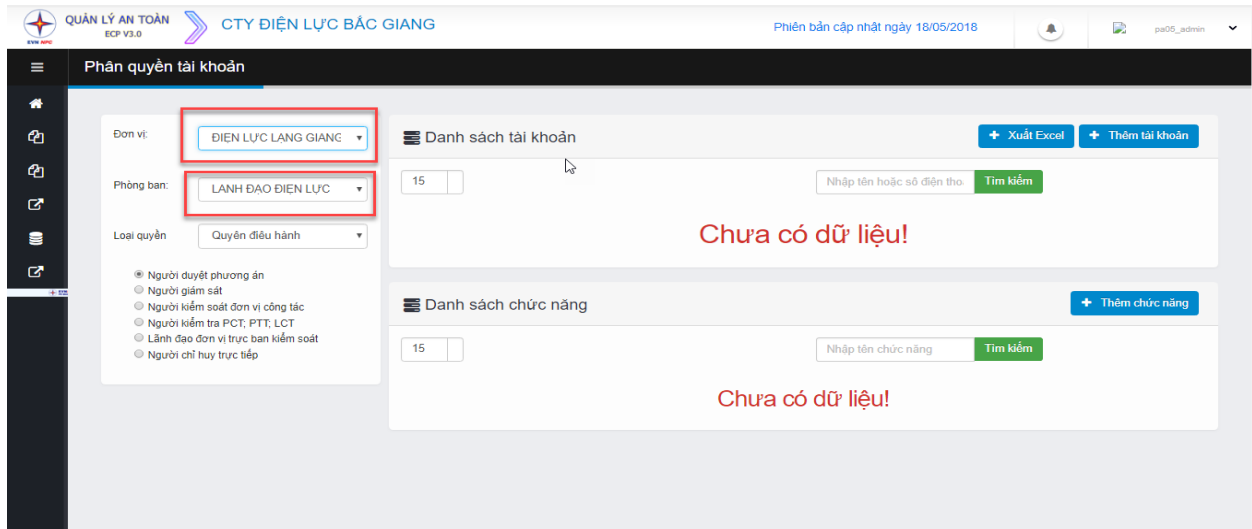 QUẢN LÝ AN TOÀN
ECP V3.0
EVN NPC
CTY ĐIỆN LỰC BẮC GIANG
Phiên bản cập nhật ngày 18/05/2018
pa05_admin
Phân quyền tài khoản
Đơn vị:
ĐIỆN LỰC LẠNG GIANG
Phòng ban:
LÃNH ĐẠO ĐIỆN LỰC
Loại quyền
Quyền điều hành
Người duyệt phương án
Người giám sát
Người kiểm soát đơn vị công tác
Người kiểm tra PCT; PTT; LCT
Lãnh đạo đơn vị trực ban kiểm soát
Người chỉ huy trực tiếp
Danh sách tài khoản
+ Xuất Excel
+ Thêm tài khoản
15
Nhập tên hoặc số điện tho
Tìm kiếm
Chưa có dữ liệu!
Danh sách chức năng
+ Thêm chức năng
15
Nhập tên chức năng
Tìm kiếm
Chưa có dữ liệu!